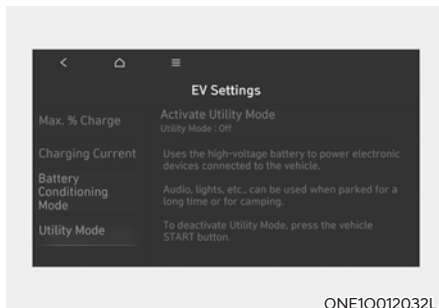 EV Settings
Max. % Charge
Charging Current
Battery
Conditioning
Mode
Utility Mode
Activate Utility Mode
Utility Mode : Off
Uses the high-voltage battery to power electronic
devices connected to the vehicle.
Audio, lights, etc., can be used when parked for a
long time or for camping.
To deactivate Utility Mode, press the vehicle
START button.
ONE1Q012032L